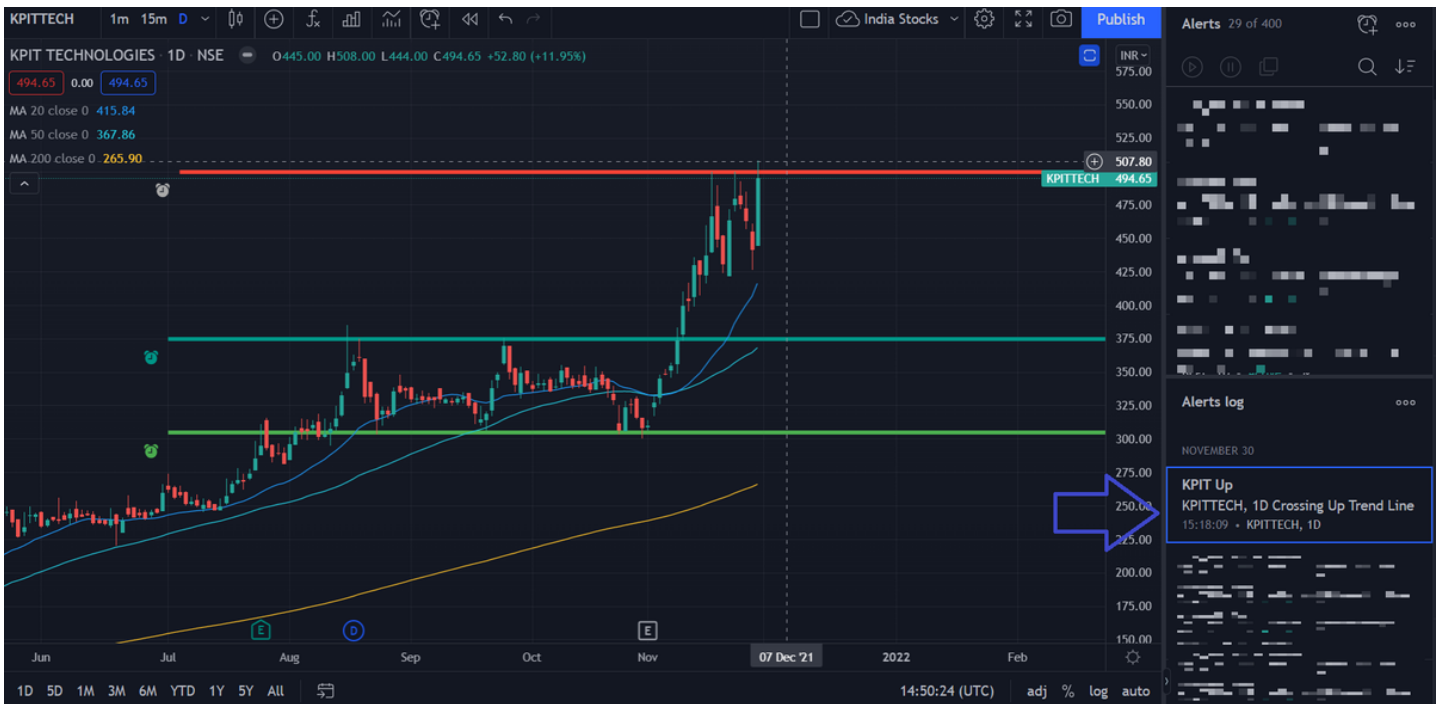 KPITTECH 1m 15m D India Stocks Publish
KPIT TECHNOLOGIES · 1D · NSE O445.00 H508.00 L444.00 C494.65 +52.80 (+11.95%)
494.65 0.00 494.65
MA 20 close 0 415.84
MA 50 close 0 367.86
MA 200 close 0 265.90
INR
575.00
550.00
525.00
507.80
KPITTECH 494.65
475.00
450.00
425.00
400.00
375.00
350.00
325.00
300.00
275.00
250.00
225.00
200.00
175.00
150.00
E D E
Jun Jul Aug Sep Oct Nov 07 Dec '21 2022 Feb
1D 5D 1M 3M 6M YTD 1Y 5Y All 14:50:24 (UTC) adj % log auto
Alerts 29 of 400
Alerts log
NOVEMBER 30
KPIT Up
KPITTECH, 1D Crossing Up Trend Line
15:18:09 • KPITTECH, 1D